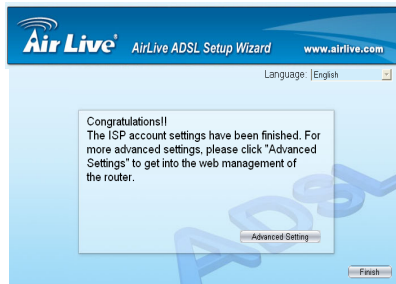 Air Live® AirLive ADSL Setup Wizard www.airlive.com
Language: English
Congratulations!!
The ISP account settings have been finished. For
more advanced settings, please click "Advanced
Settings" to get into the web management of
the router.
Advanced Setting
ADSL
Finish